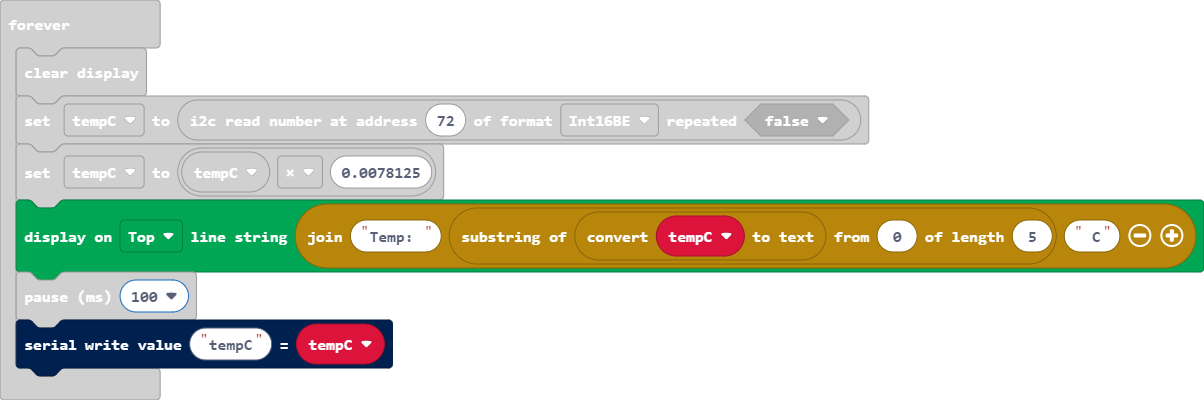 forever
clear display
set tempC to i2c read number at address 72 of format Int16BE repeated false
set tempC to tempC × 0.0078125
display on Top line string join "Temp: " substring of convert tempC to text from 0 of length 5 " C"
pause (ms) 100
serial write value "tempC" = tempC